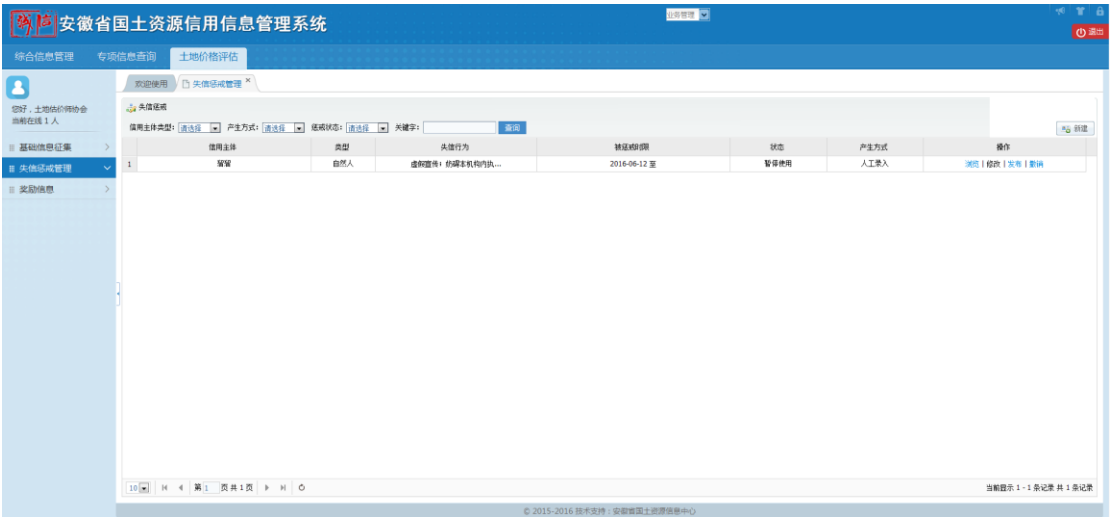 诚信 安徽省国土资源信用信息管理系统 业务管理
退出
综合信息管理 专项信息查询 土地价格评估
欢迎使用 失信惩戒管理 ×
您好，土地估价师协会
当前在线 1 人
失信惩戒
信用主体类型: 请选择 产生方式: 请选择 惩戒状态: 请选择 关键字: 查询 新建
基础信息征集
信用主体 类型 失信行为 被惩戒时限 状态 产生方式 操作
失信惩戒管理
1 自然人 虚假宣传；妨碍本机构内执... 2016-06-12 至 暂停使用 人工录入 浏览 | 修改 | 发布 | 撤销
奖励信息
10 第 1 页 共 1 页 当前显示 1 - 1 条记录 共 1 条记录
© 2015-2016 技术支持：安徽省国土资源信息中心